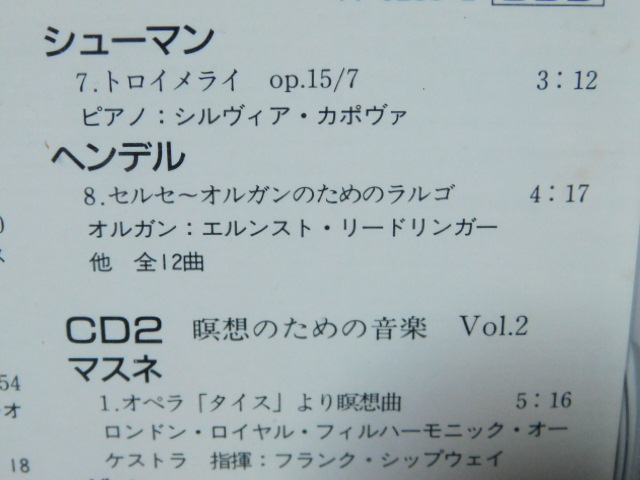 シューマン
7.トロイメライ op.15/7 3：12
ピアノ：シルヴィア・カポヴァ
ヘンデル
8.セルセ〜オルガンのためのラルゴ 4：17
オルガン：エルンスト・リードリンガー
他 全12曲
CD2 瞑想のための音楽 Vol.2
マスネ
54
1.オペラ「タイス」より瞑想曲 5：16
オ
ロンドン・ロイヤル・フィルハーモニック・オー
18
ケストラ 指揮：フランク・シップウェイ